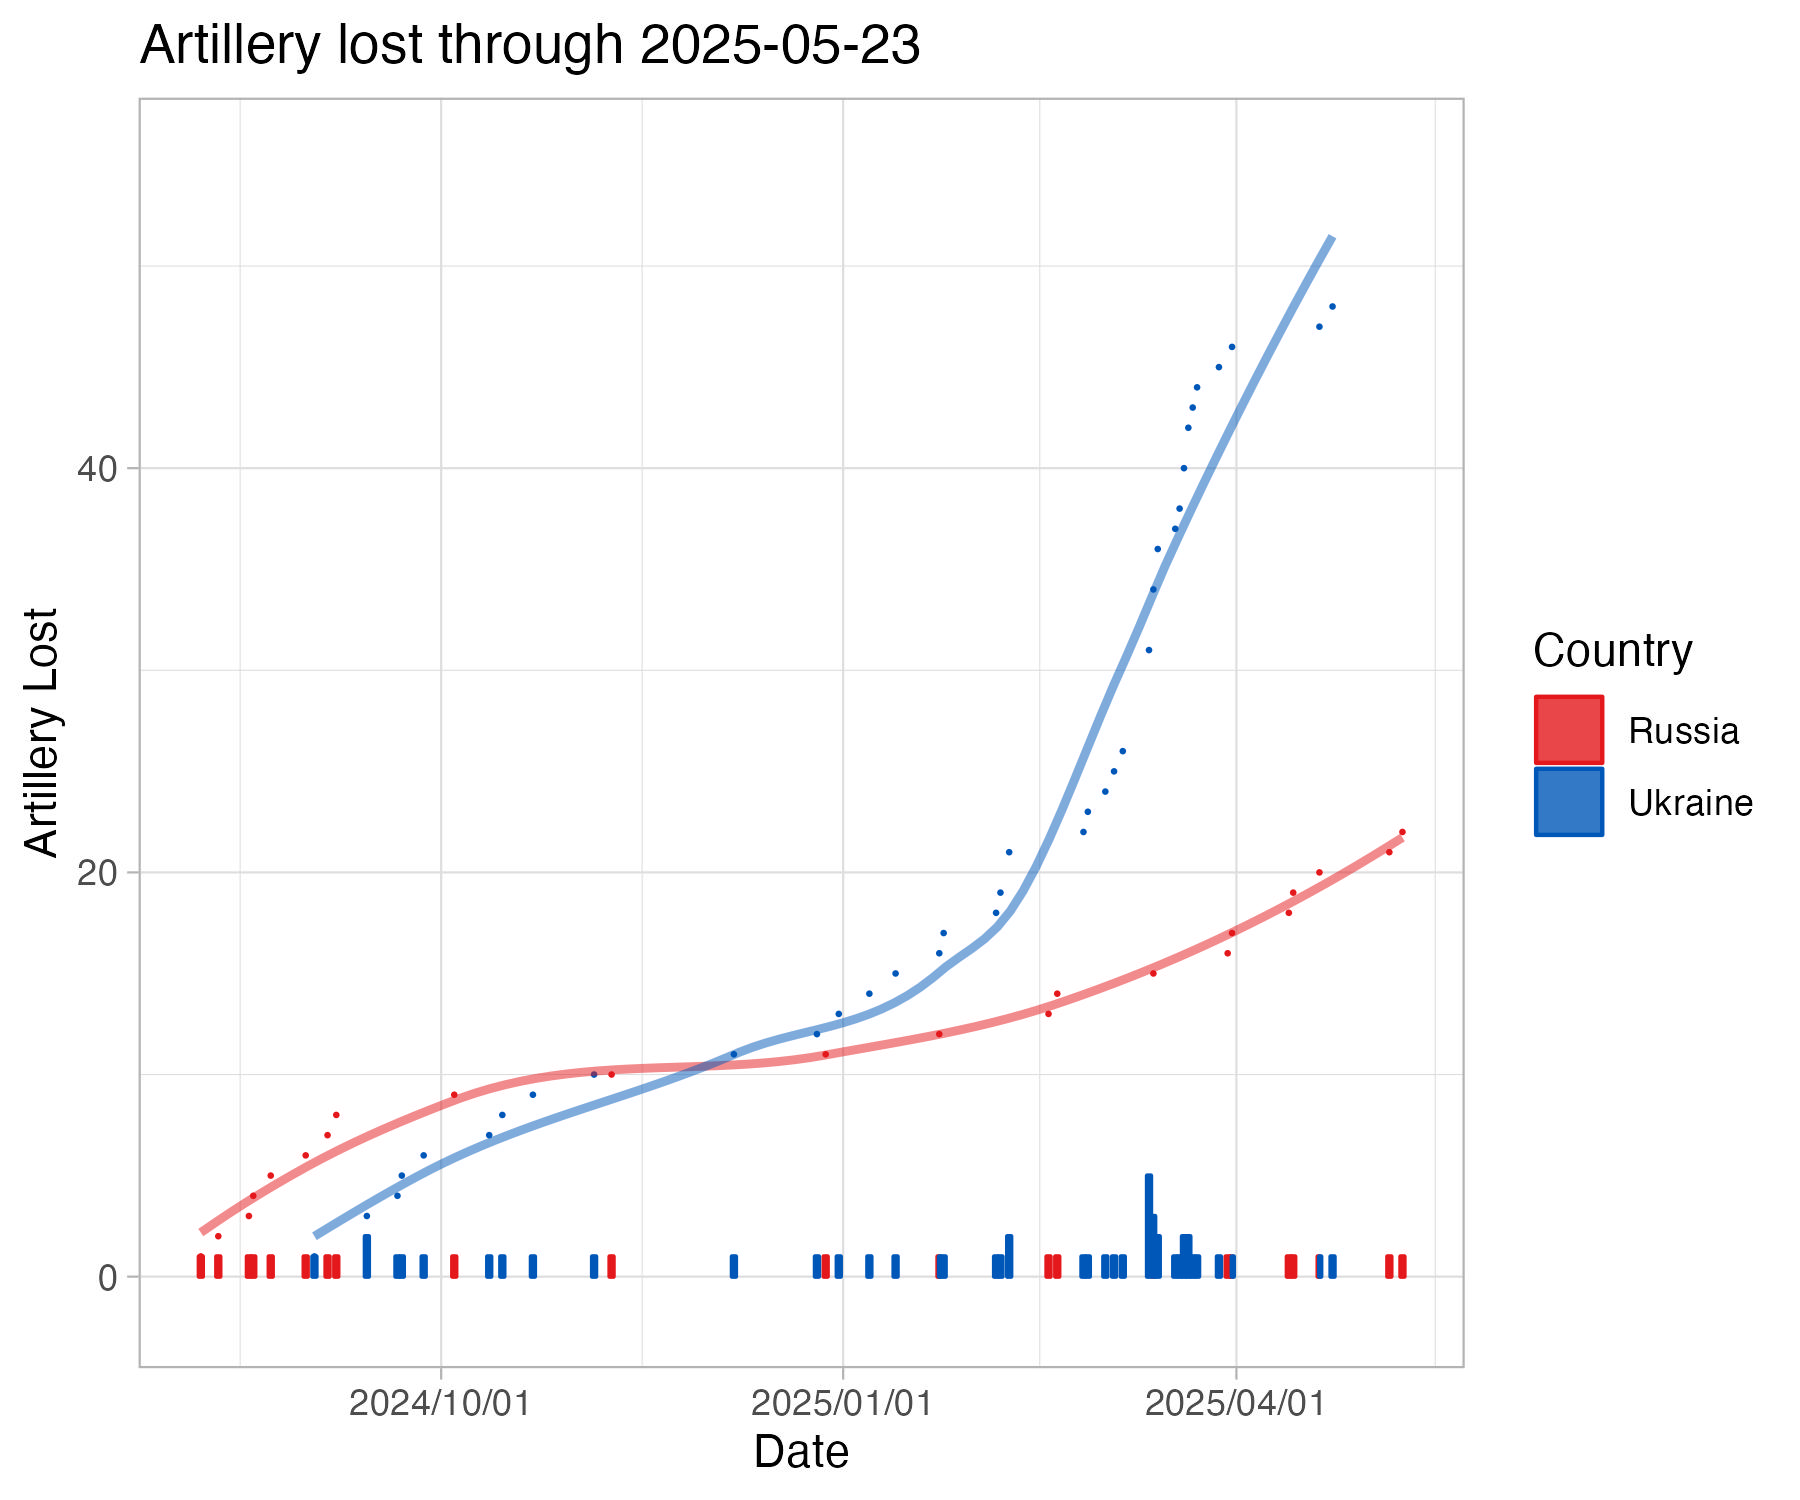 Artillery lost through 2025-05-23
Artillery Lost
40
20
0
2024/10/01
2025/01/01
2025/04/01
Date
Country
Russia
Ukraine